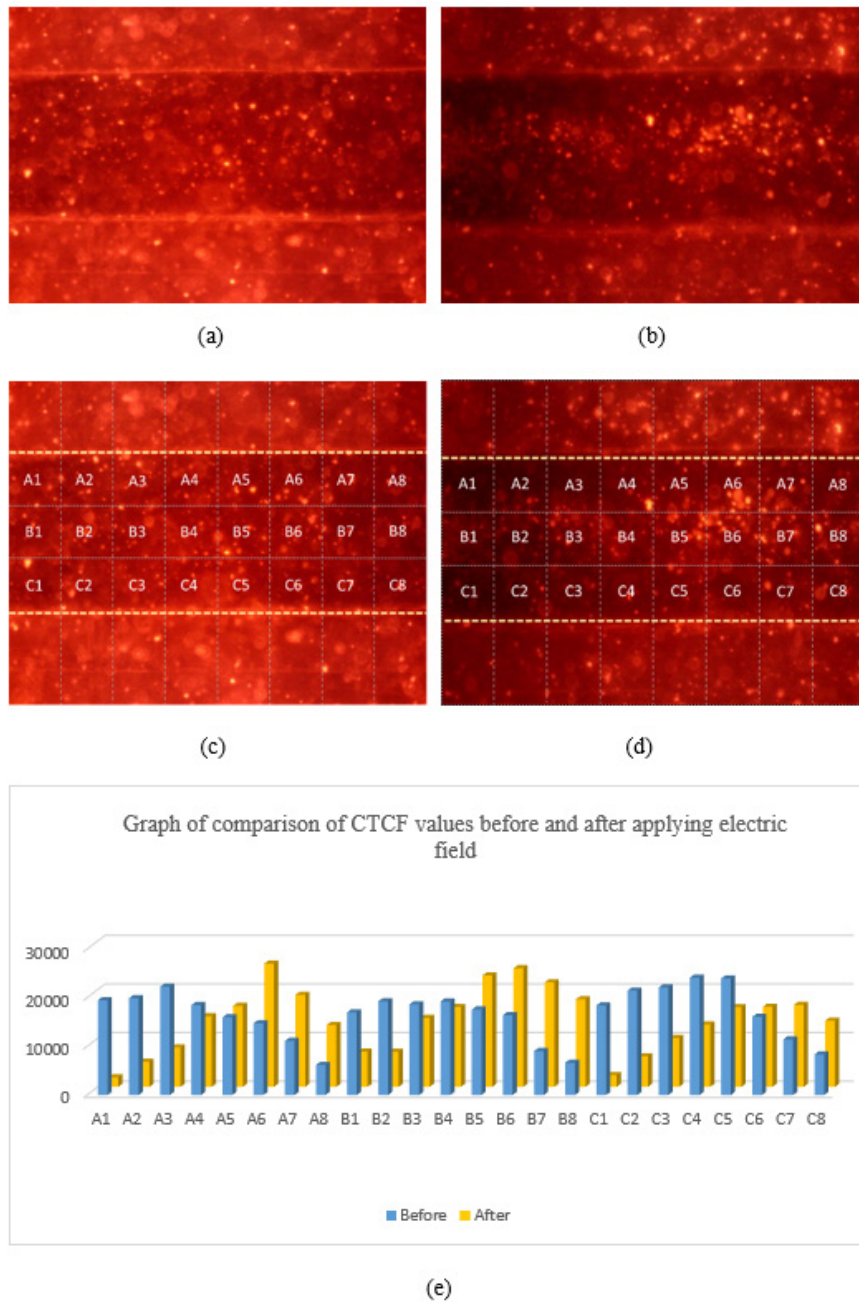 (a) (b)
A1 A2 A3 A4 A5 A6 A7 A8
B1 B2 B3 B4 B5 B6 B7 B8
C1 C2 C3 C4 C5 C6 C7 C8
A1 A2 A3 A4 A5 A6 A7 A8
B1 B2 B3 B4 B5 B6 B7 B8
C1 C2 C3 C4 C5 C6 C7 C8
(c) (d)
Graph of comparison of CTCF values before and after applying electric
field
30000
20000
10000
0
A1 A2 A3 A4 A5 A6 A7 A8 B1 B2 B3 B4 B5 B6 B7 B8 C1 C2 C3 C4 C5 C6 C7 C8
Before After
(e)